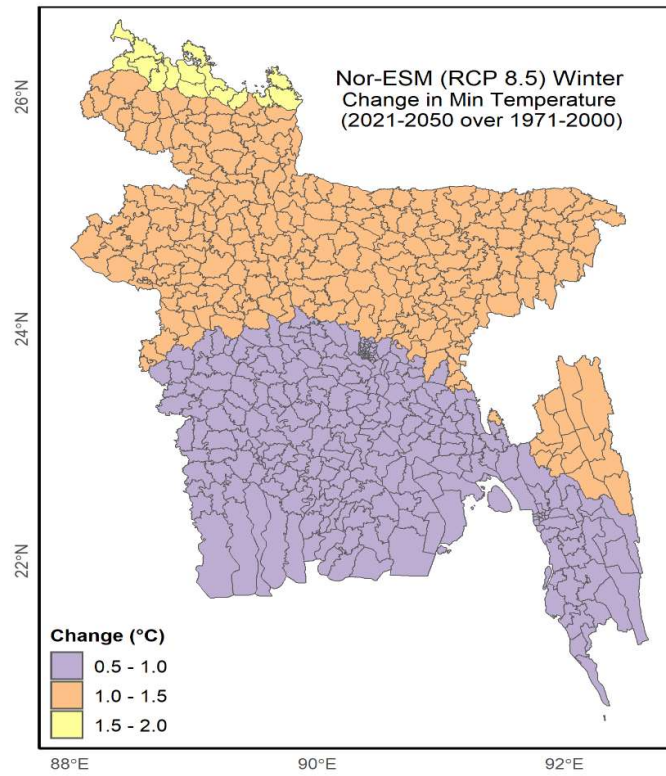 Nor-ESM (RCP 8.5) Winter
Change in Min Temperature
(2021-2050 over 1971-2000)
26°N
24°N
22°N
Change (°C)
0.5 - 1.0
1.0 - 1.5
1.5 - 2.0
88°E
90°E
92°E